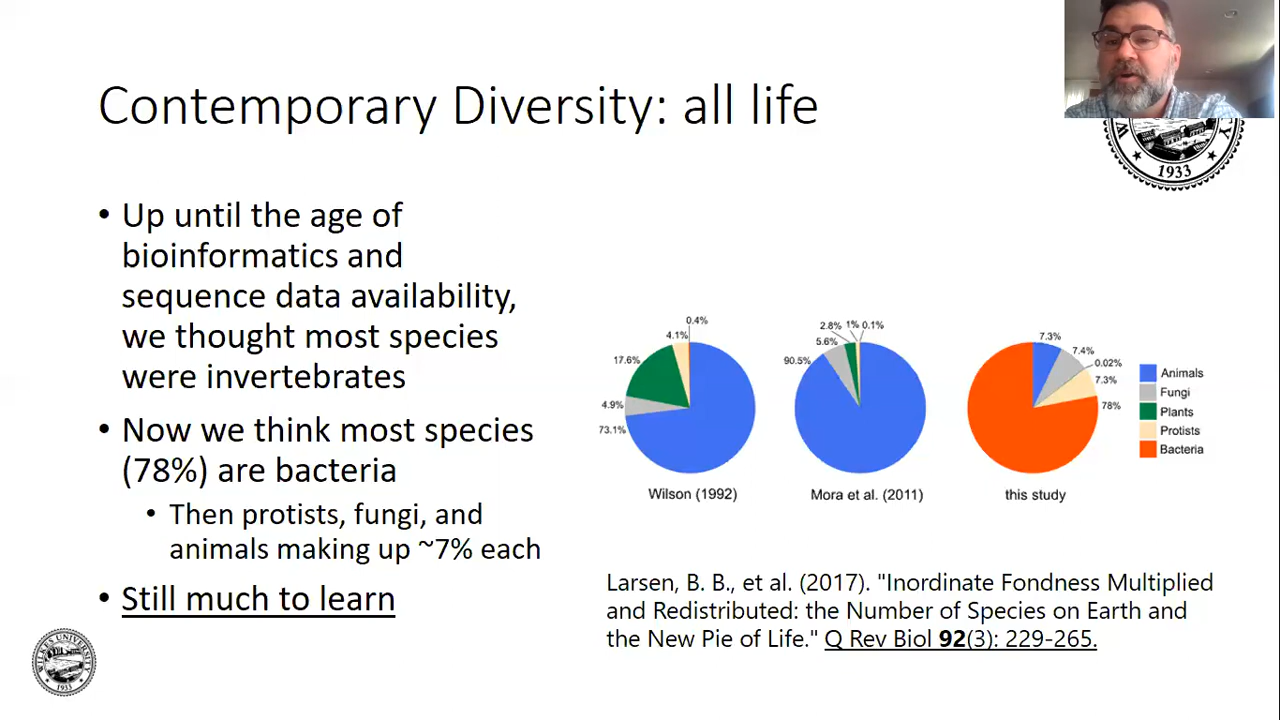 Contemporary Diversity: all life
• Up until the age of
bioinformatics and
sequence data availability,
we thought most species
were invertebrates
• Now we think most species
(78%) are bacteria
• Then protists, fungi, and
animals making up ~7% each
• Still much to learn
0.4%
4.1%
17.6%
4.9%
73.1%
Wilson (1992)
2.8% 1% 0.1%
5.6%
90.5%
Mora et al. (2011)
7.3%
7.4%
0.02%
7.3%
78%
this study
Animals
Fungi
Plants
Protists
Bacteria
Larsen, B. B., et al. (2017). "Inordinate Fondness Multiplied
and Redistributed: the Number of Species on Earth and
the New Pie of Life." Q Rev Biol 92(3): 229-265.
1933
WILKES UNIVERSITY
1933